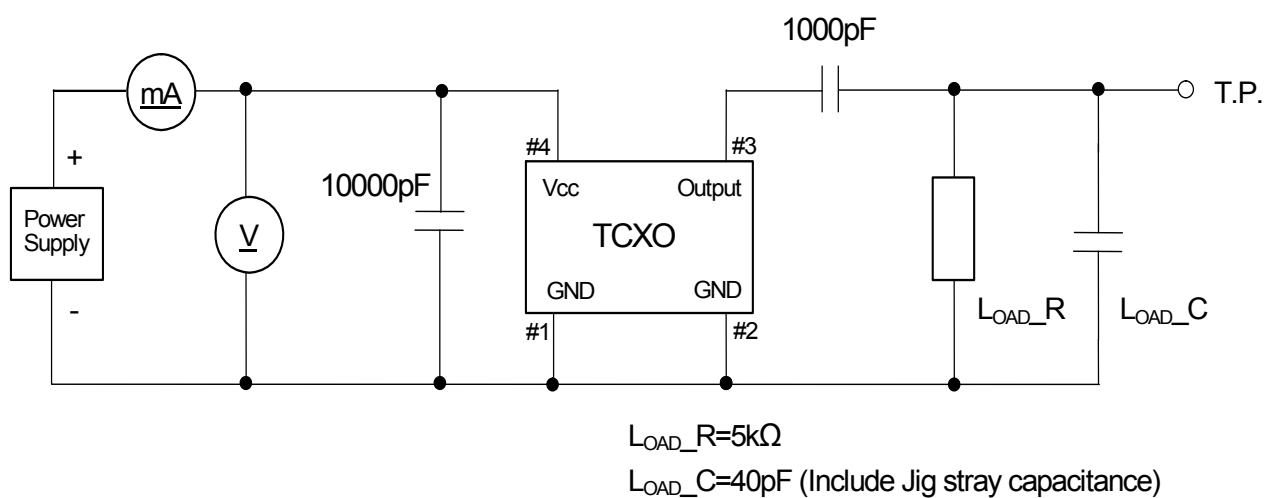 1000pF
mA
T.P.
+
#4
#3
10000pF
Vcc
Output
Power
Supply
V
TCXO
GND
GND
-
#1
#2
LOAD_R
LOAD_C
LOAD_R=5kΩ
LOAD_C=40pF (Include Jig stray capacitance)